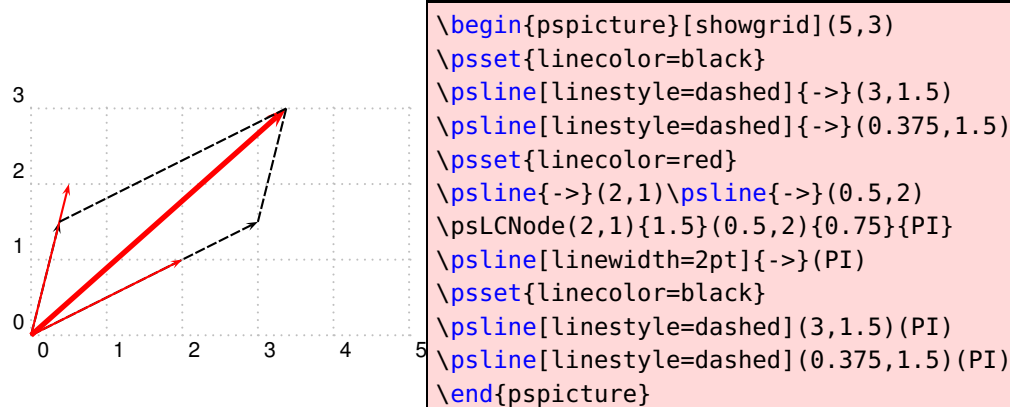 3
2
1
0
0 1 2 3 4 5
\begin{pspicture}[showgrid](5,3)
\psset{linecolor=black}
\psline[linestyle=dashed]{->}(3,1.5)
\psline[linestyle=dashed]{->}(0.375,1.5)
\psset{linecolor=red}
\psline{->}(2,1)\psline{->}(0.5,2)
\psLCNode(2,1){1.5}(0.5,2){0.75}{PI}
\psline[linewidth=2pt]{->}(PI)
\psset{linecolor=black}
\psline[linestyle=dashed](3,1.5)(PI)
\psline[linestyle=dashed](0.375,1.5)(PI)
\end{pspicture}